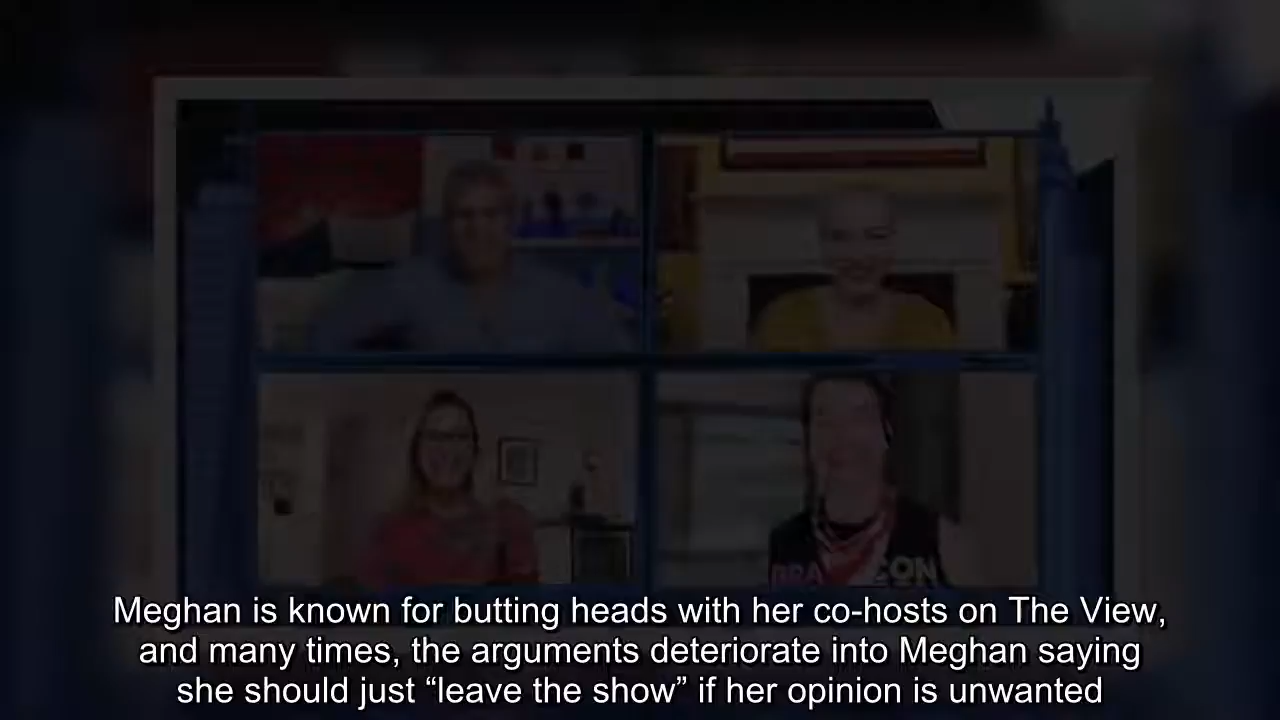 Meghan is known for butting heads with her co-hosts on The View,
and many times, the arguments deteriorate into Meghan saying
she should just “leave the show” if her opinion is unwanted